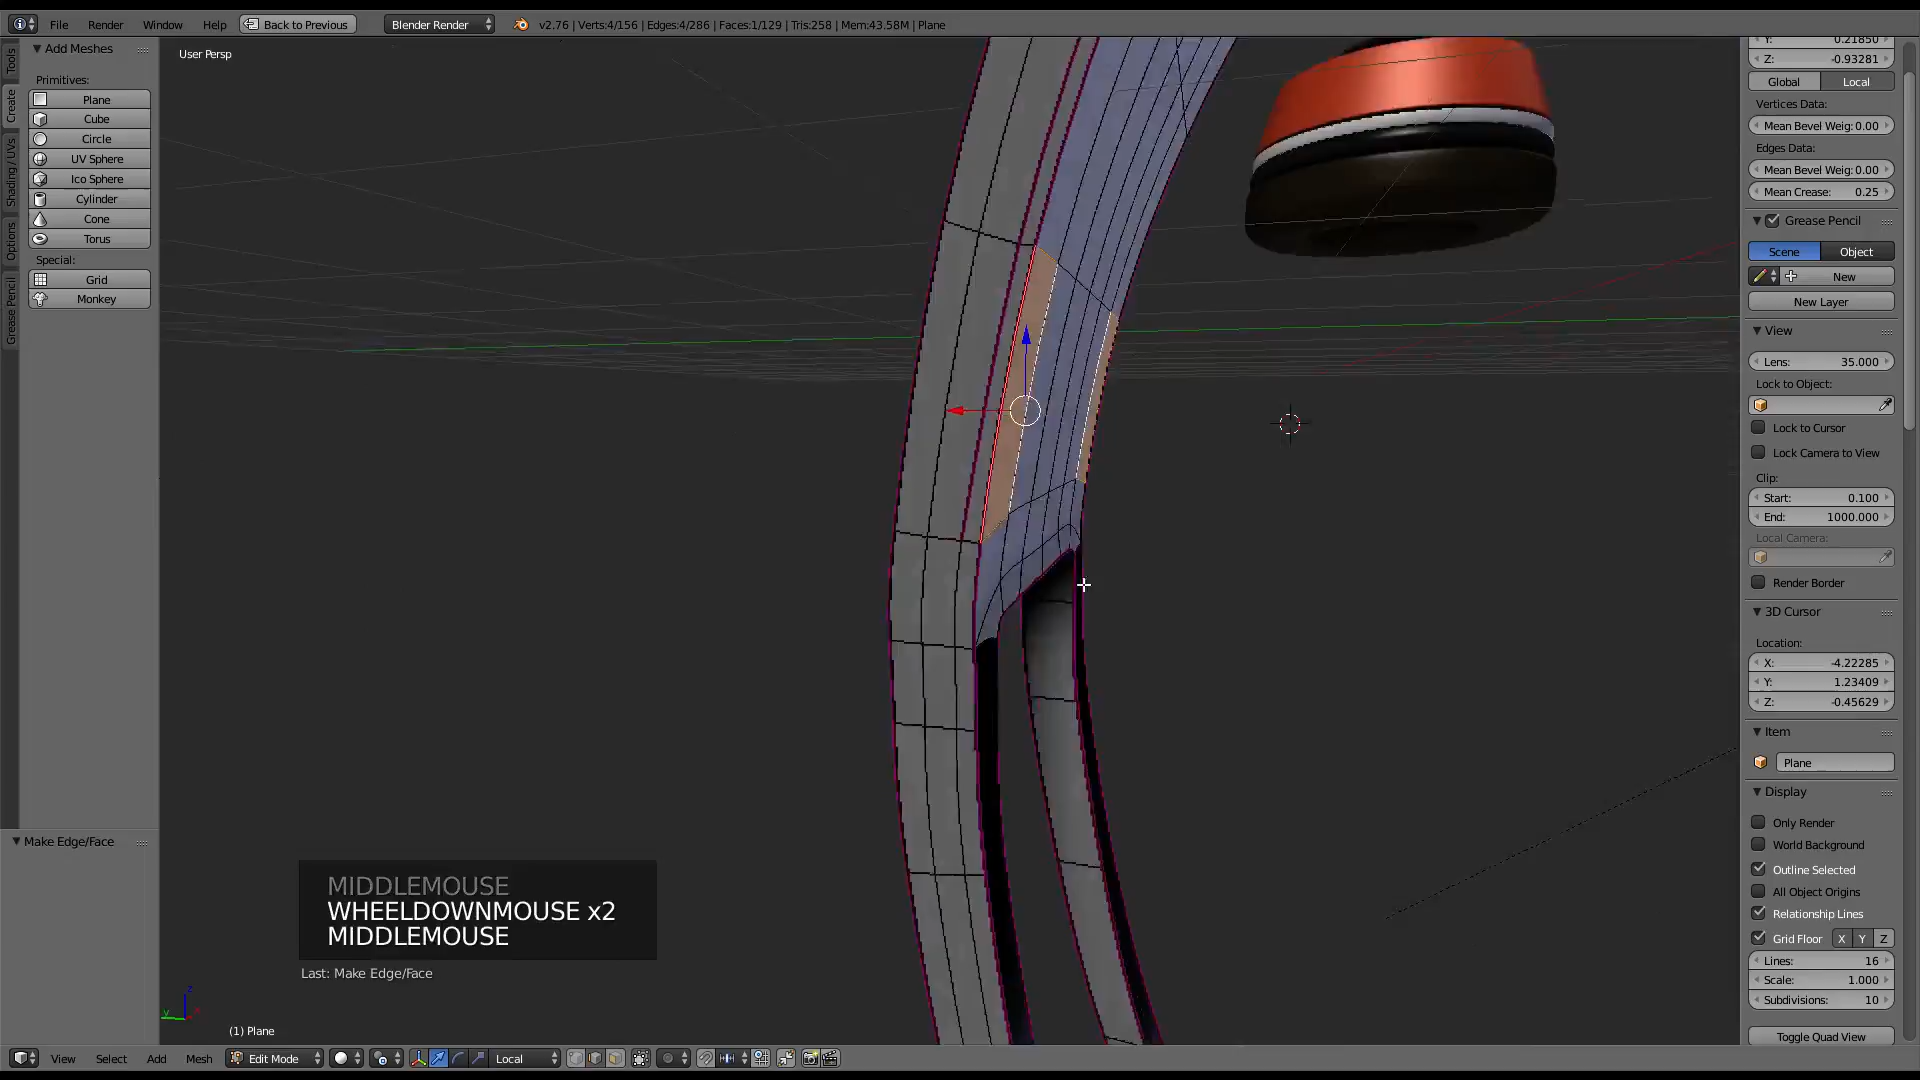 File
Render
Window
Help
Back to Previous
Blender Render
v2.76 | Verts:4/156 | Edges:4/286 | Faces:1/129 | Tris:258 | Mem:43.58M | Plane
Tools
Create
Shading / UVs
Options
Grease Pencil
Add Meshes
Primitives:
Plane
Cube
Circle
UV Sphere
Ico Sphere
Cylinder
Cone
Torus
Special:
Grid
Monkey
Make Edge/Face
User Persp
MIDDLEMOUSE
WHEELDOWNMOUSE x2
MIDDLEMOUSE
Last: Make Edge/Face
z
y
x
(1) Plane
View
Select
Add
Mesh
Edit Mode
Local
Y: 0.21850
Z: -0.93281
Global
Local
Vertices Data:
Mean Bevel Weig: 0.00
Edges Data:
Mean Bevel Weig: 0.00
Mean Crease: 0.25
Grease Pencil
Scene
Object
New
New Layer
View
Lens: 35.000
Lock to Object:
Lock to Cursor
Lock Camera to View
Clip:
Start: 0.100
End: 1000.000
Local Camera:
Render Border
3D Cursor
Location:
X: -4.22285
Y: 1.23409
Z: -0.45629
Item
Plane
Display
Only Render
World Background
Outline Selected
All Object Origins
Relationship Lines
Grid Floor X Y Z
Lines: 16
Scale: 1.000
Subdivisions: 10
Toggle Quad View